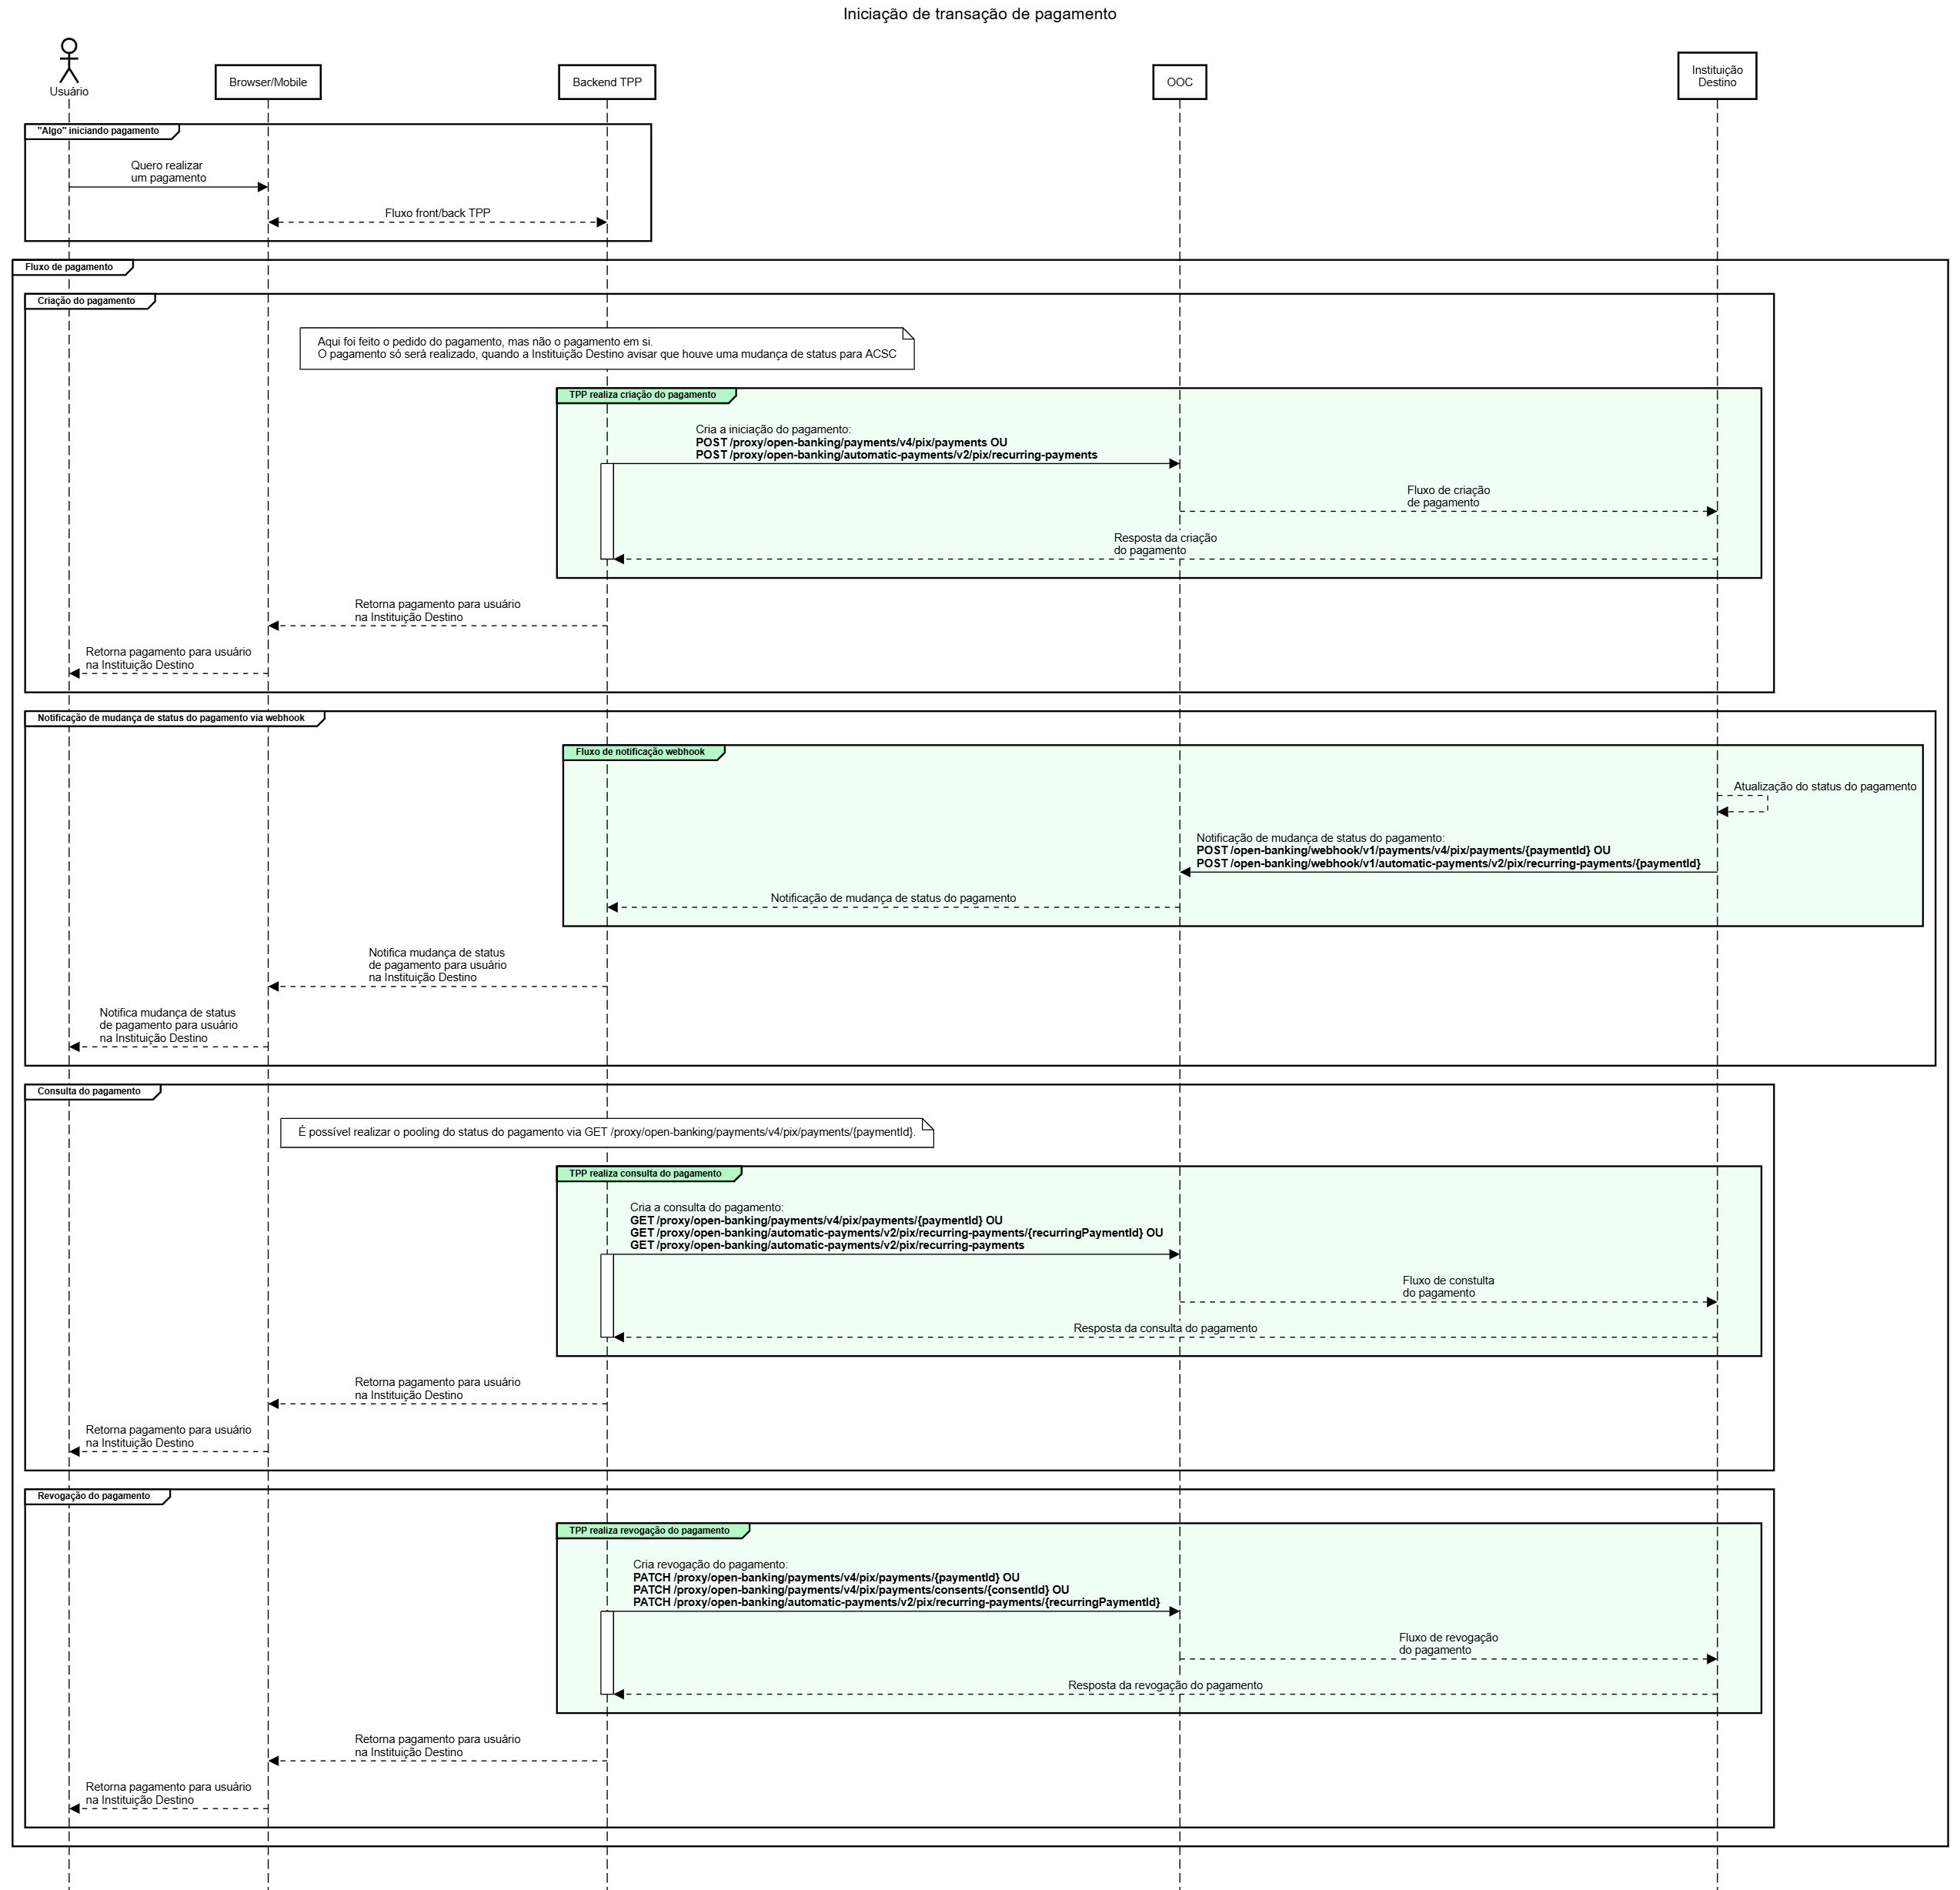 Iniciação de transação de pagamento
Usuário
Browser/Mobile
Backend TPP
OOC
Instituição
Destino
"Algo" iniciando pagamento
Quero realizar
um pagamento
Fluxo front/back TPP
Fluxo de pagamento
Criação do pagamento
Aqui foi feito o pedido do pagamento, mas não o pagamento em si.
O pagamento só será realizado, quando a Instituição Destino avisar que houve uma mudança de status para ACSC
TPP realiza criação do pagamento
Cria a iniciação do pagamento:
POST /proxy/open-banking/payments/v4/pix/payments OU
POST /proxy/open-banking/automatic-payments/v2/pix/recurring-payments
Fluxo de criação
de pagamento
Resposta da criação
do pagamento
Retorna pagamento para usuário
na Instituição Destino
Retorna pagamento para usuário
na Instituição Destino
Notificação de mudança de status do pagamento via webhook
Fluxo de notificação webhook
Atualização do status do pagamento
Notificação de mudança de status do pagamento:
POST /open-banking/webhook/v1/payments/v4/pix/payments/{paymentId} OU
POST /open-banking/webhook/v1/automatic-payments/v2/pix/recurring-payments/{paymentId}
Notificação de mudança de status do pagamento
Notifica mudança de status
de pagamento para usuário
na Instituição Destino
Notifica mudança de status
de pagamento para usuário
na Instituição Destino
Consulta do pagamento
É possível realizar o pooling do status do pagamento via GET /proxy/open-banking/payments/v4/pix/payments/{paymentId}.
TPP realiza consulta do pagamento
Cria a consulta do pagamento:
GET /proxy/open-banking/payments/v4/pix/payments/{paymentId} OU
GET /proxy/open-banking/automatic-payments/v2/pix/recurring-payments/{recurringPaymentId} OU
GET /proxy/open-banking/automatic-payments/v2/pix/recurring-payments
Fluxo de constulta
do pagamento
Resposta da consulta do pagamento
Retorna pagamento para usuário
na Instituição Destino
Retorna pagamento para usuário
na Instituição Destino
Revogação do pagamento
TPP realiza revogação do pagamento
Cria revogação do pagamento:
PATCH /proxy/open-banking/payments/v4/pix/payments/{paymentId} OU
PATCH /proxy/open-banking/payments/v4/pix/payments/consents/{consentId} OU
PATCH /proxy/open-banking/automatic-payments/v2/pix/recurring-payments/{recurringPaymentId}
Fluxo de revogação
do pagamento
Resposta da revogação do pagamento
Retorna pagamento para usuário
na Instituição Destino
Retorna pagamento para usuário
na Instituição Destino